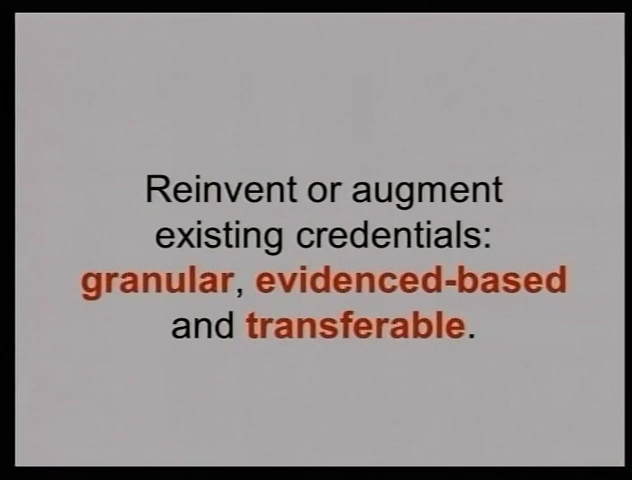 Reinvent or augment
existing credentials:
granular, evidenced-based
and transferable.